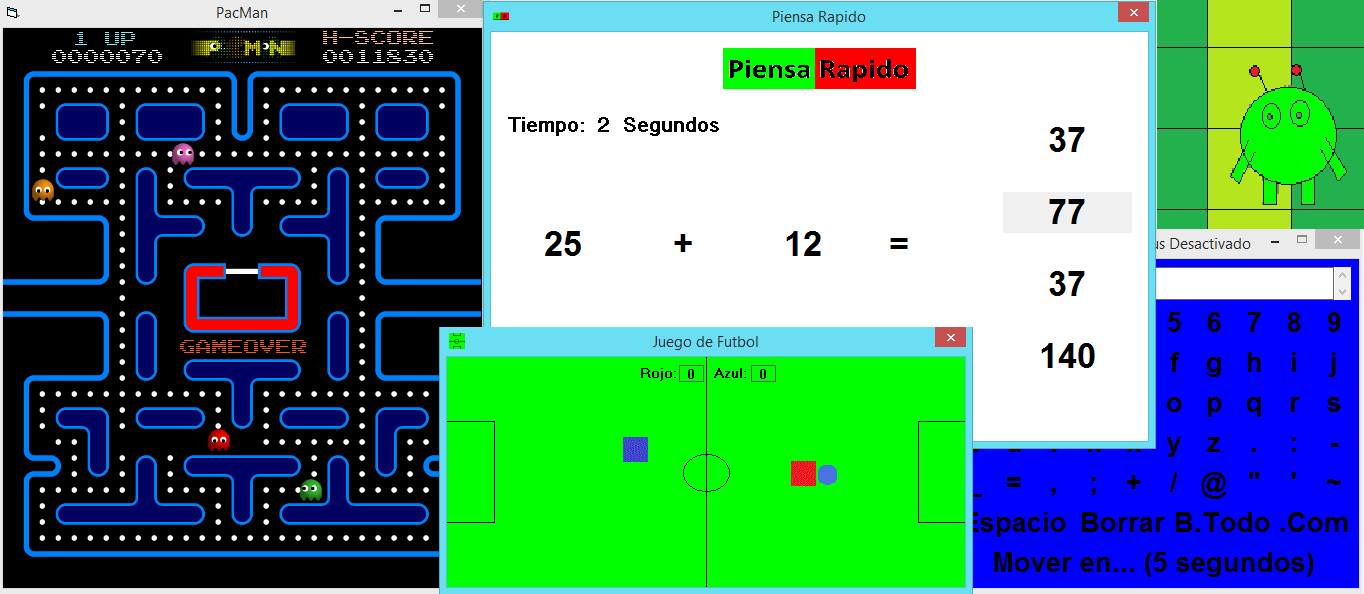 PacMan
1 UP
0000070
P MN
H-SCORE
0011830
GAMEOVER
Piensa Rapido
Piensa Rapido
Tiempo: 2 Segundos
25 + 12 =
37
77
37
140
Juego de Futbol
Rojo: 0 Azul: 0
us Desactivado
5 6 7 8 9
f g h i j
o p q r s
y z . : -
_ = , ; + / @ " ' ~
Espacio Borrar B.Todo .Com
Mover en... (5 segundos)